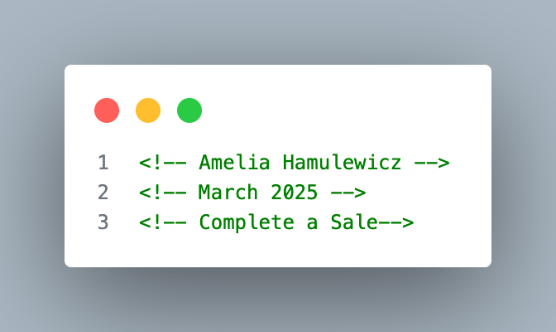 1 <!-- Amelia Hamulewicz -->
2 <!-- March 2025 -->
3 <!-- Complete a Sale-->